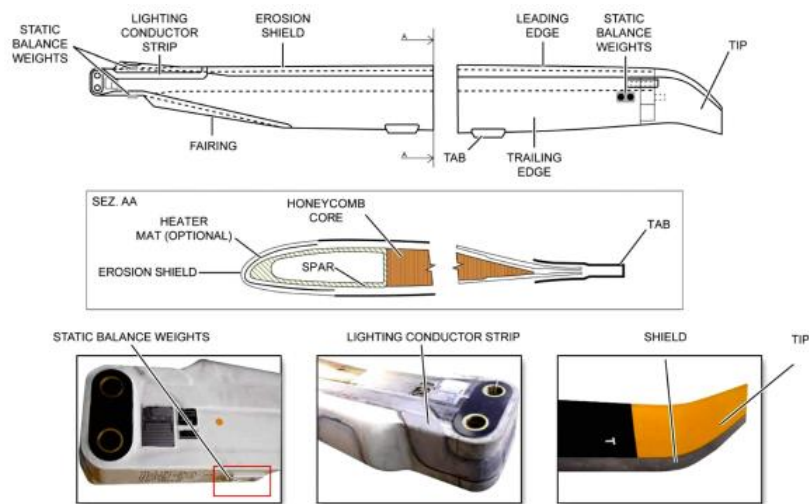 STATIC
BALANCE
WEIGHTS
LIGHTING
CONDUCTOR
STRIP
EROSION
SHIELD
LEADING
EDGE
STATIC
BALANCE
WEIGHTS
TIP
A
A
FAIRING
TAB
TRAILING
EDGE
SEZ. AA
HEATER
MAT (OPTIONAL)
HONEYCOMB
CORE
TAB
EROSION SHIELD
SPAR
STATIC BALANCE WEIGHTS
LIGHTING CONDUCTOR STRIP
SHIELD
TIP
T